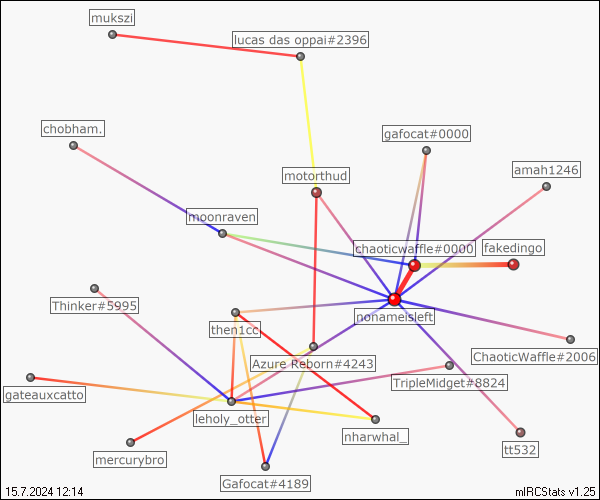 mukszi
lucas das oppai#2396
chobham.
gafocat#0000
amah1246
motorthud
moonraven
chaoticwaffle#0000
fakedingo
Thinker#5995
nonameisleft
then1cc
ChaoticWaffle#2006
Azure Reborn#4243
TripleMidget#8824
gateauxcatto
leholy_otter
nharwhal_
tt532
mercurybro
Gafocat#4189
15.7.2024 12:14
mIRCStats v1.25